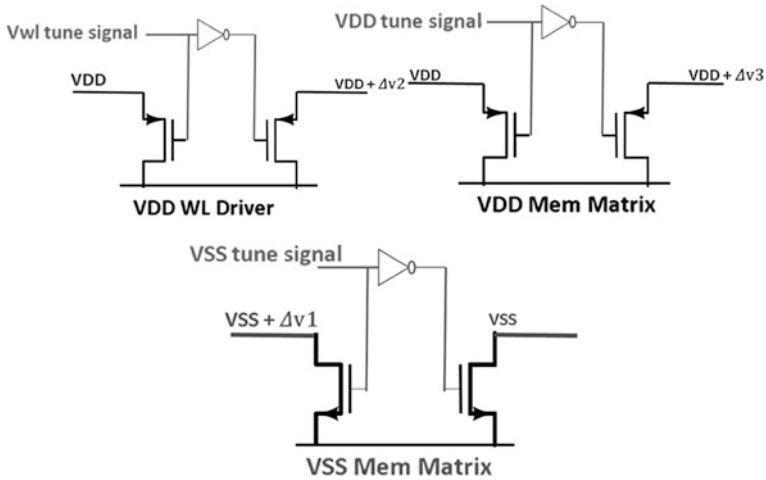 Vwl tune signal
VDD
VDD + Δv2
VDD WL Driver
VDD tune signal
VDD
VDD + Δv3
VDD Mem Matrix
VSS tune signal
VSS + Δv1
VSS
VSS Mem Matrix